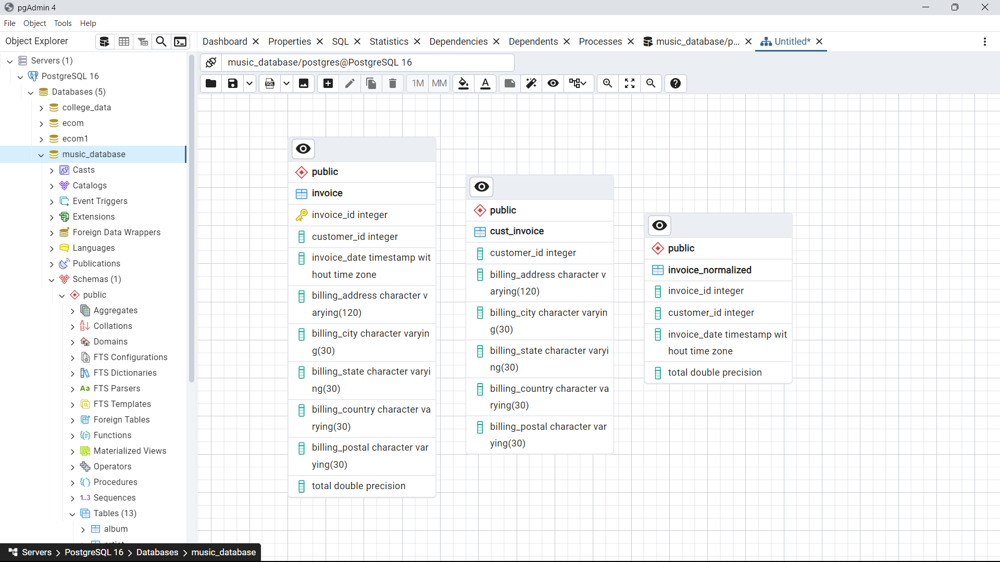 pgAdmin 4
File Object Tools Help
Object Explorer
Dashboard Properties SQL Statistics Dependencies Dependents Processes music_database/p... Untitled*
music_database/postgres@PostgreSQL 16
SQL 1M MM A
Servers (1)
PostgreSQL 16
Databases (5)
college_data
ecom
ecom1
music_database
Casts
Catalogs
Event Triggers
Extensions
Foreign Data Wrappers
Languages
Publications
Schemas (1)
public
Aggregates
Collations
Domains
FTS Configurations
FTS Dictionaries
Aa FTS Parsers
FTS Templates
Foreign Tables
Functions
Materialized Views
Operators
Procedures
1..3 Sequences
Tables (13)
album
Servers > PostgreSQL 16 > Databases > music_database
public
invoice
invoice_id integer
customer_id integer
invoice_date timestamp wit
hout time zone
billing_address character v
arying(120)
billing_city character varyin
g(30)
billing_state character varyi
ng(30)
billing_country character va
rying(30)
billing_postal character var
ying(30)
total double precision
public
cust_invoice
customer_id integer
billing_address character v
arying(120)
billing_city character varyin
g(30)
billing_state character varyi
ng(30)
billing_country character va
rying(30)
billing_postal character var
ying(30)
public
invoice_normalized
invoice_id integer
customer_id integer
invoice_date timestamp wit
hout time zone
total double precision